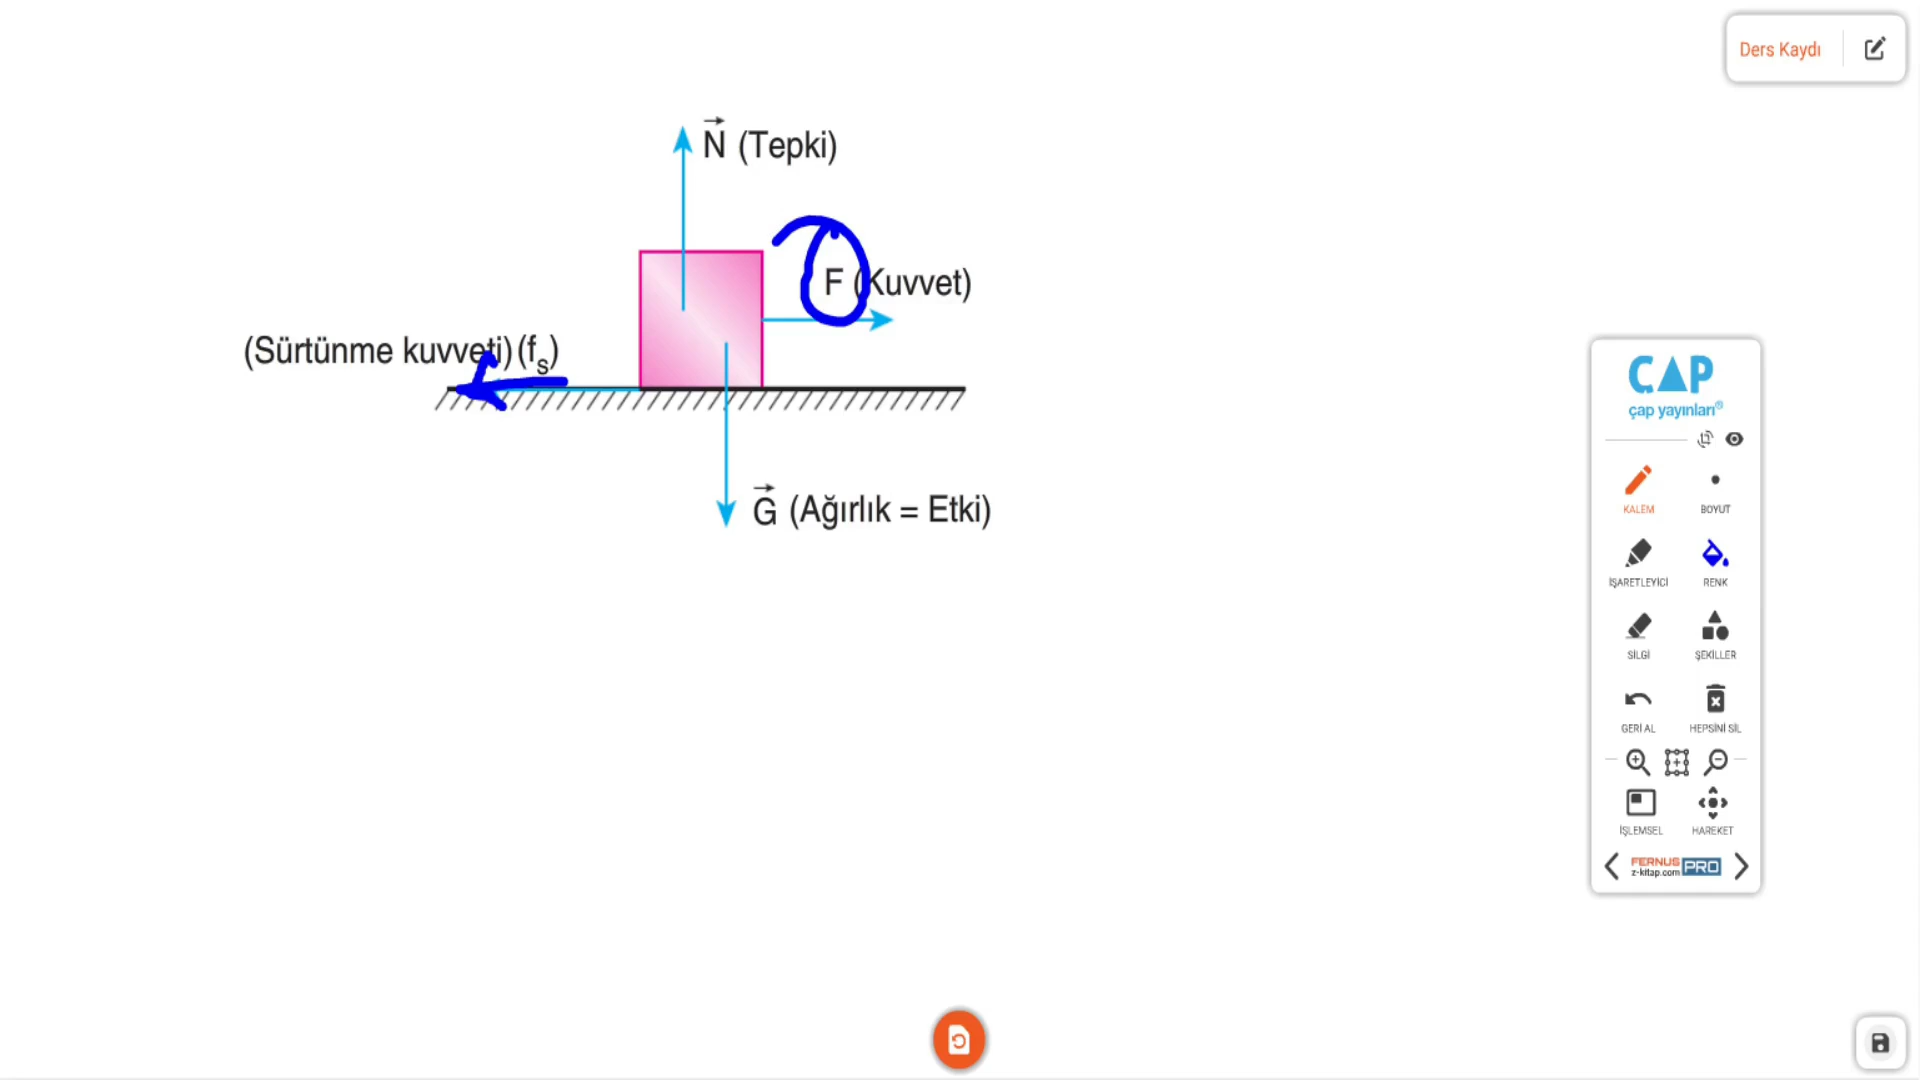 Ders Kaydı
N (Tepki)
F (Kuvvet)
(Sürtünme kuvveti) (fs)
G (Ağırlık = Etki)
ÇAP
çap yayınları®
KALEM
BOYUT
İŞARETLEYİCİ
RENK
SİLGİ
ŞEKİLLER
GERİ AL
HEPSİNİ SİL
İŞLEMSEL
HAREKET
FERNUS
z-kitap.com PRO